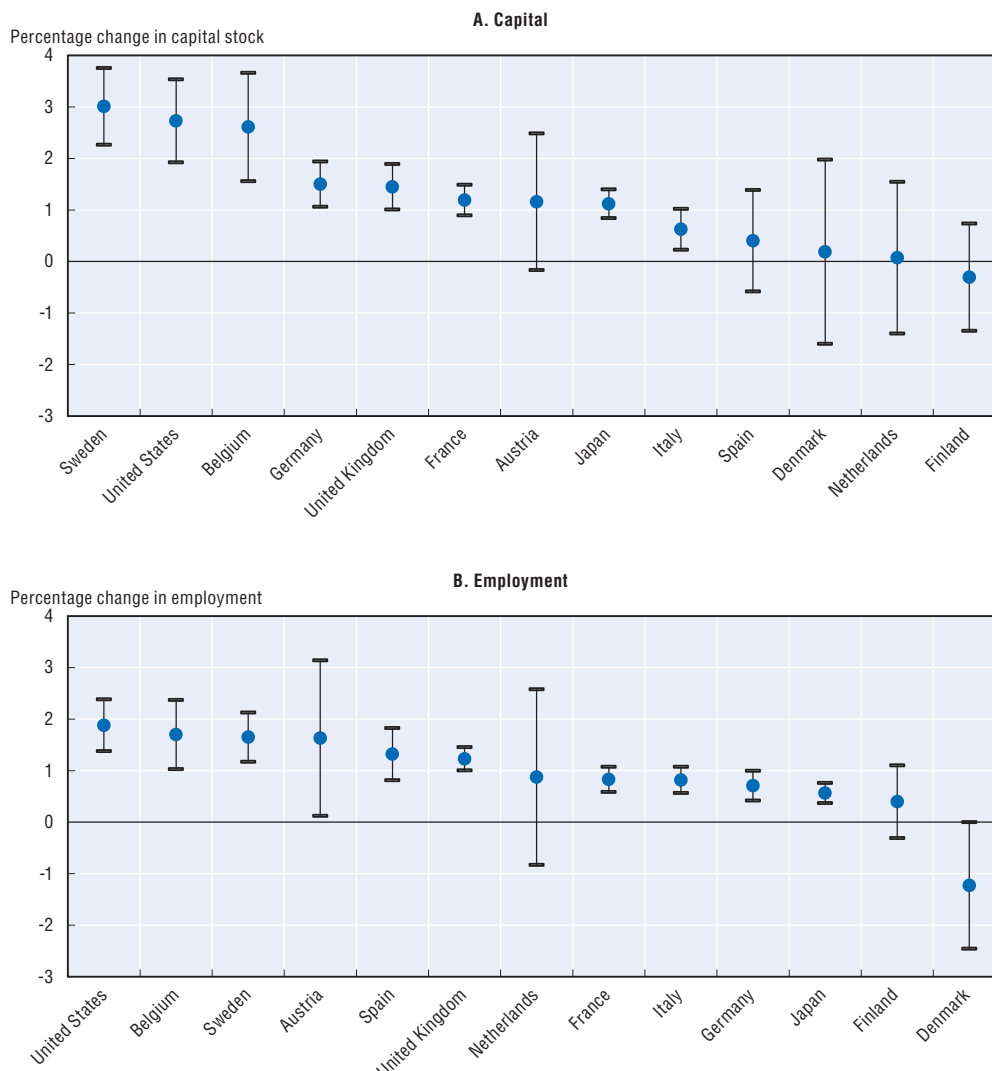 A. Capital
Percentage change in capital stock
4
3
2
1
0
-1
-2
-3
Sweden
United States
Belgium
Germany
United Kingdom
France
Austria
Japan
Italy
Spain
Denmark
Netherlands
Finland
B. Employment
Percentage change in employment
4
3
2
1
0
-1
-2
-3
United States
Belgium
Sweden
Austria
Spain
United Kingdom
Netherlands
France
Italy
Germany
Japan
Finland
Denmark